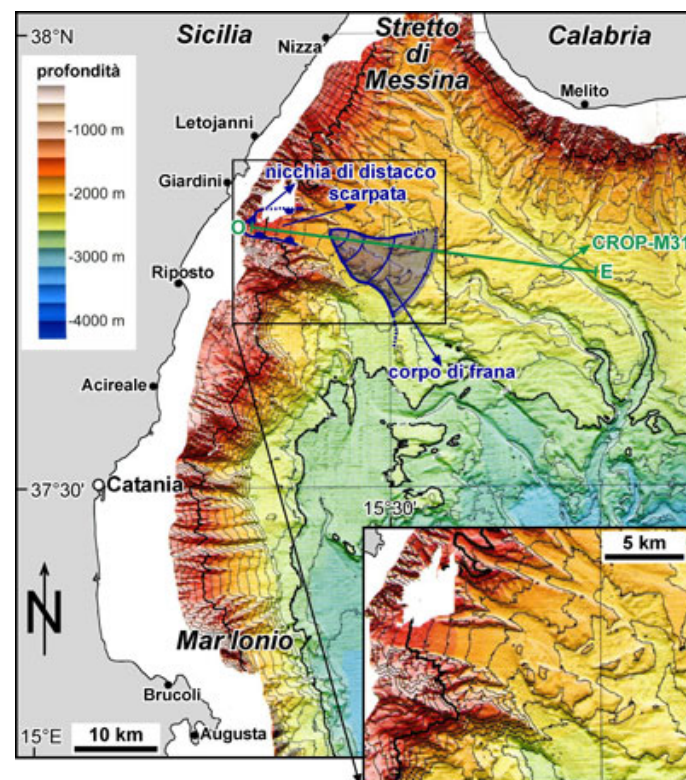 38°N
Sicilia
Nizza
Stretto
di
Messina
Calabria
Melito
profondità
-1000 m
-2000 m
-3000 m
-4000 m
Letojanni
Giardini
nicchia di distacco
scarpata
O
CROP-M31
E
Riposto
corpo di frana
Acireale
37°30'
Catania
15°30'
5 km
N
Mar Ionio
Brucoli
Augusta
15°E
10 km